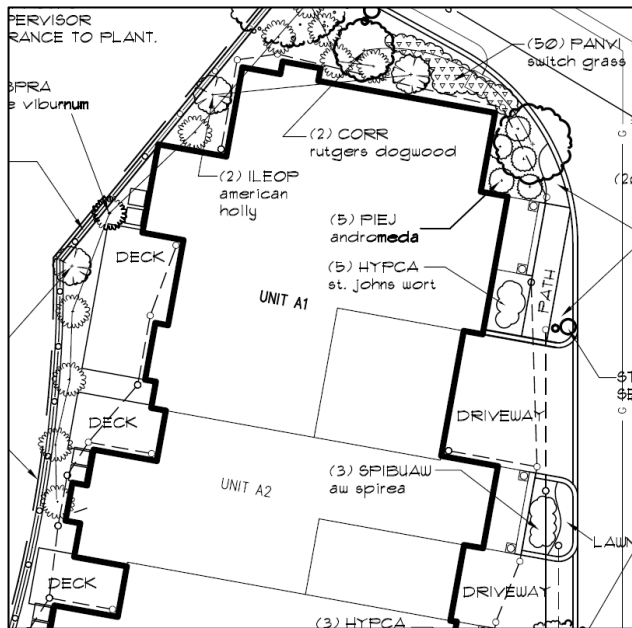 PERVISOR
RANCE TO PLANT.
(50) PANVI
switch grass
BPRA
e viburnum
(2) CORR
rutgers dogwood
(2) ILEOP
american
holly
(5) PIEJ
andromeda
DECK
(5) HYPCA
st. johns wort
UNIT A1
PATH
G
ST
SE
G
DRIVEWAY
DECK
(3) SPIBUAW
aw spirea
UNIT A2
LAWN
DECK
DRIVEWAY
(3) HYPCA